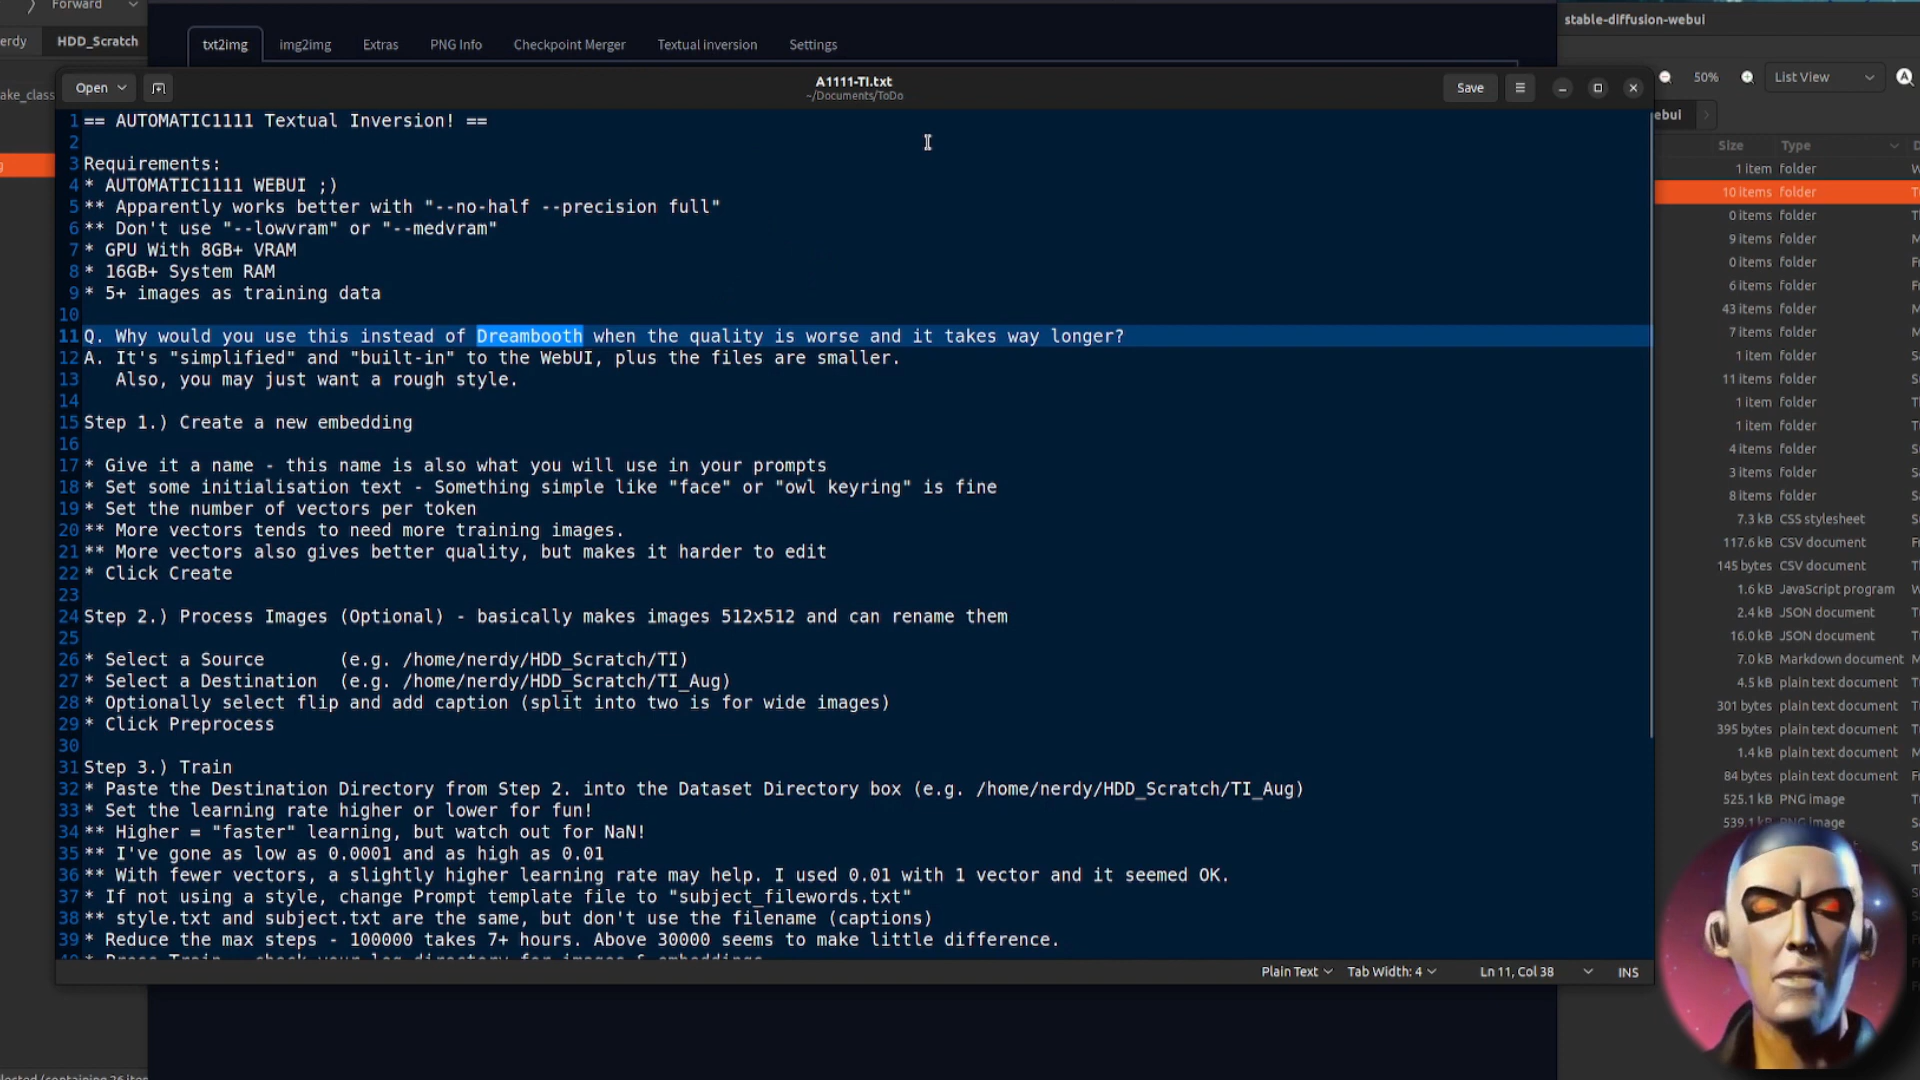 Forward
stable-diffusion-webui
erdy
HDD_Scratch
txt2img
img2img
Extras
PNG Info
Checkpoint Merger
Textual inversion
Settings
50%
List View
ake_class
Open
A1111-TI.txt
~/Documents/ToDo
Save
ebui
Size
Type
1 == AUTOMATIC1111 Textual Inversion! ==
2
3 Requirements:
4 * AUTOMATIC1111 WEBUI ;)
5 ** Apparently works better with "--no-half --precision full"
6 ** Don't use "--lowvram" or "--medvram"
7 * GPU With 8GB+ VRAM
8 * 16GB+ System RAM
9 * 5+ images as training data
10
11 Q. Why would you use this instead of Dreambooth when the quality is worse and it takes way longer?
12 A. It's "simplified" and "built-in" to the WebUI, plus the files are smaller.
13 Also, you may just want a rough style.
14
15 Step 1.) Create a new embedding
16
17 * Give it a name - this name is also what you will use in your prompts
18 * Set some initialisation text - Something simple like "face" or "owl keyring" is fine
19 * Set the number of vectors per token
20 ** More vectors tends to need more training images.
21 ** More vectors also gives better quality, but makes it harder to edit
22 * Click Create
23
24 Step 2.) Process Images (Optional) - basically makes images 512x512 and can rename them
25
26 * Select a Source (e.g. /home/nerdy/HDD_Scratch/TI)
27 * Select a Destination (e.g. /home/nerdy/HDD_Scratch/TI_Aug)
28 * Optionally select flip and add caption (split into two is for wide images)
29 * Click Preprocess
30
31 Step 3.) Train
32 * Paste the Destination Directory from Step 2. into the Dataset Directory box (e.g. /home/nerdy/HDD_Scratch/TI_Aug)
33 * Set the learning rate higher or lower for fun!
34 ** Higher = "faster" learning, but watch out for NaN!
35 ** I've gone as low as 0.0001 and as high as 0.01
36 ** With fewer vectors, a slightly higher learning rate may help. I used 0.01 with 1 vector and it seemed OK.
37 * If not using a style, change Prompt template file to "subject_filewords.txt"
38 ** style.txt and subject.txt are the same, but don't use the filename (captions)
39 * Reduce the max steps - 100000 takes 7+ hours. Above 30000 seems to make little difference.
1 item folder
10 items folder
0 items folder
9 items folder
0 items folder
6 items folder
43 items folder
7 items folder
1 item folder
11 items folder
1 item folder
1 item folder
4 items folder
3 items folder
8 items folder
7.3 kB CSS stylesheet
117.6 kB CSV document
145 bytes CSV document
1.6 kB JavaScript program
2.4 kB JSON document
16.0 kB JSON document
7.0 kB Markdown document
4.5 kB plain text document
301 bytes plain text document
395 bytes plain text document
1.4 kB plain text document
84 bytes plain text document
525.1 kB PNG image
539.1 PNG image
Plain Text
Tab Width: 4
Ln 11, Col 38
INS